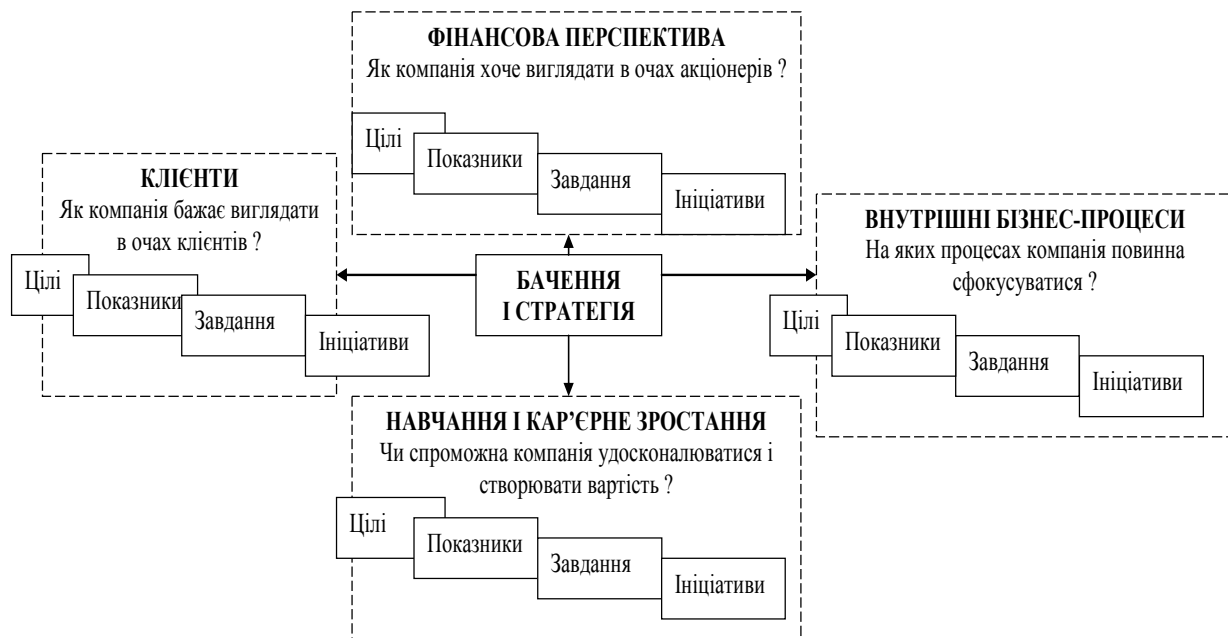 ФІНАНСОВА ПЕРСПЕКТИВА
Як компанія хоче виглядати в очах акціонерів ?
Цілі
Показники
Завдання
Ініціативи
КЛІЄНТИ
Як компанія бажає виглядати
в очах клієнтів ?
Цілі
Показники
Завдання
Ініціативи
БАЧЕННЯ
І СТРАТЕГІЯ
ВНУТРІШНІ БІЗНЕС-ПРОЦЕСИ
На яких процесах компанія повинна
сфокусуватися ?
Цілі
Показники
Завдання
Ініціативи
НАВЧАННЯ І КАР’ЄРНЕ ЗРОСТАННЯ
Чи спроможна компанія удосконалюватися і
створювати вартість ?
Цілі
Показники
Завдання
Ініціативи